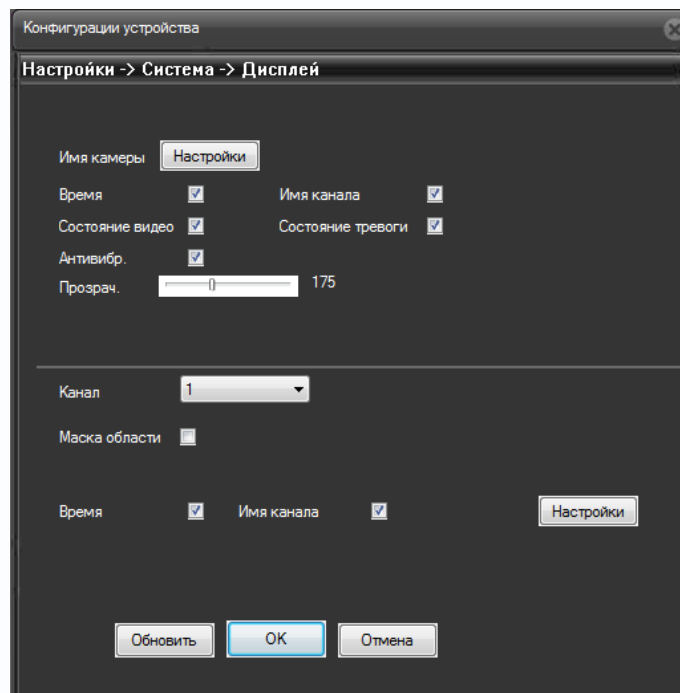 Конфигурации устройства
Настройки -> Система -> Дисплей
Имя камеры Настройки
Время Имя канала
Состояние видео Состояние тревоги
Антивибр.
Прозрач. 175
Канал 1
Маска области
Время Имя канала Настройки
Обновить OK Отмена